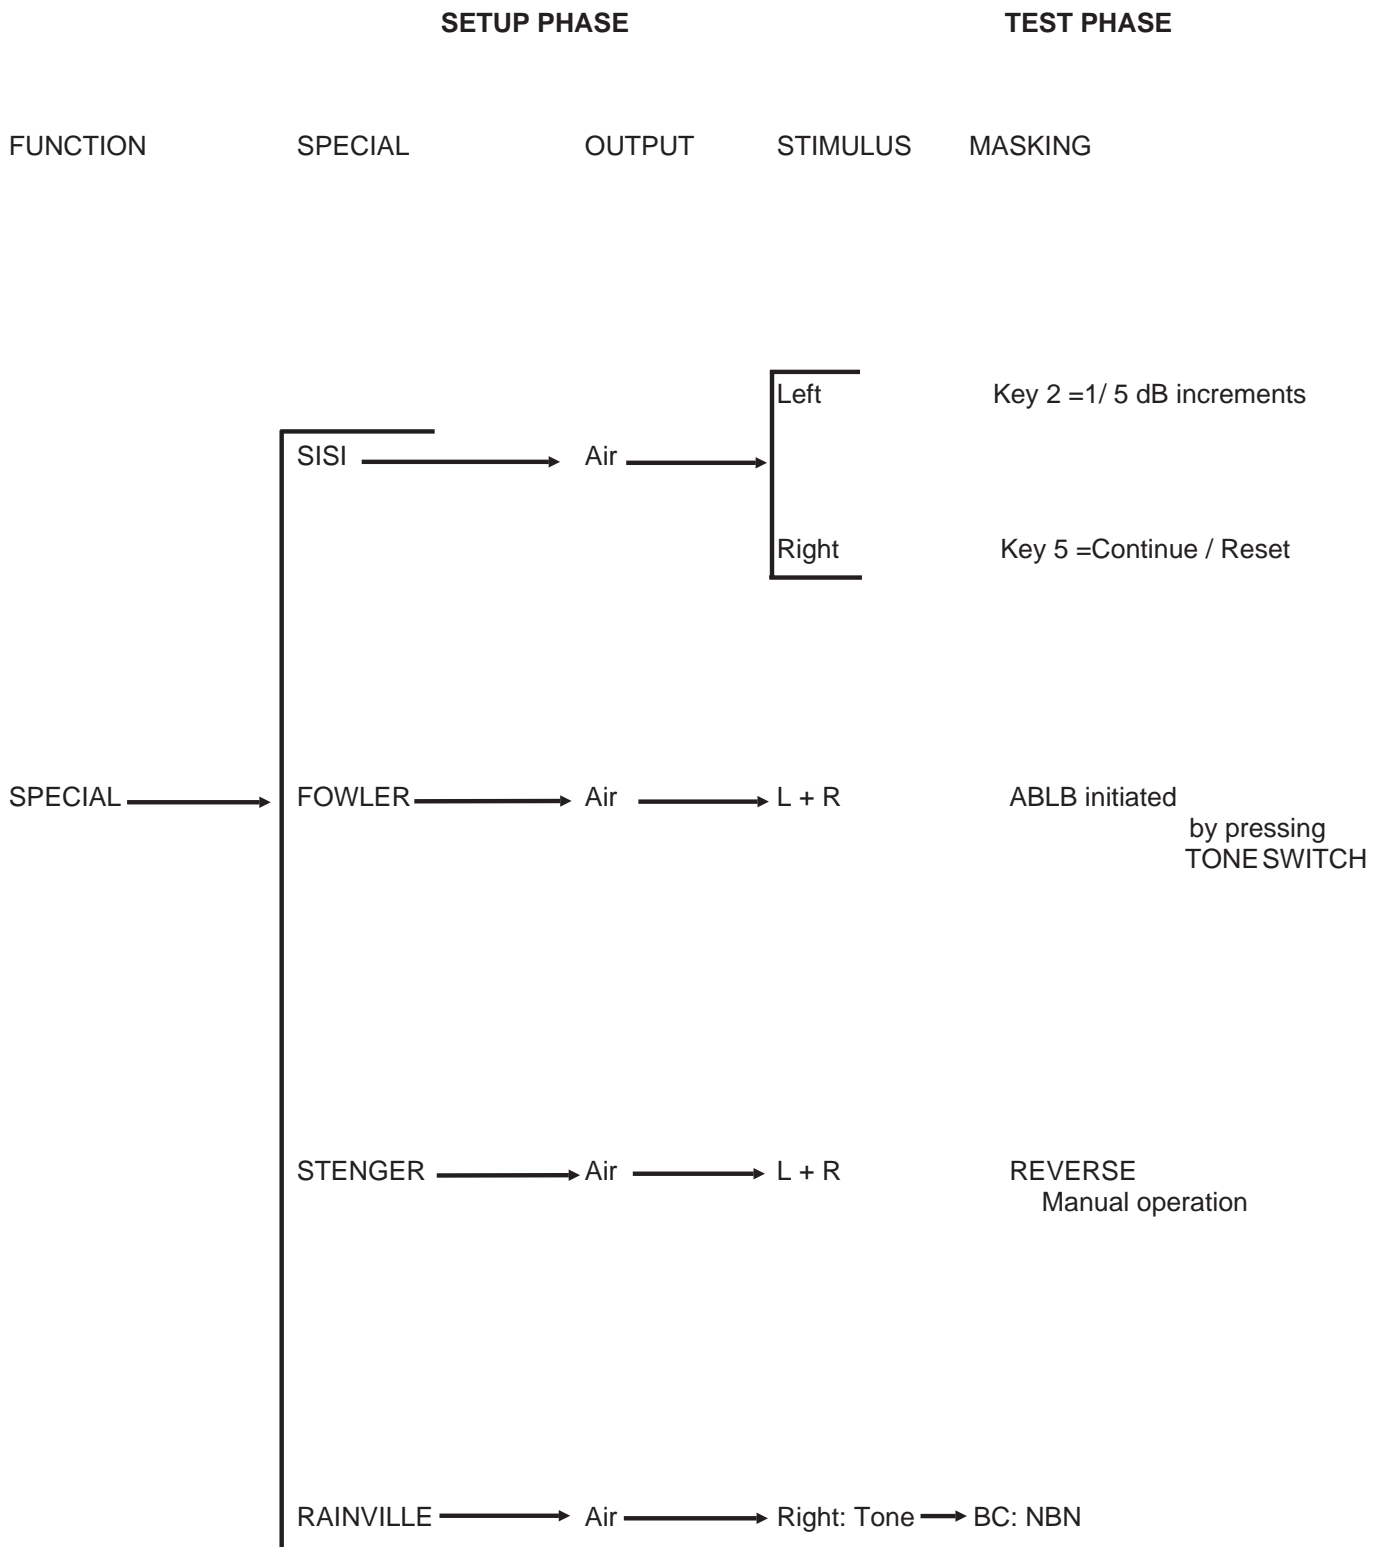 SETUP PHASE TEST PHASE
FUNCTION SPECIAL OUTPUT STIMULUS MASKING
Left Key 2 =1/ 5 dB increments
SISI Air
Right Key 5 =Continue / Reset
SPECIAL FOWLER Air L + R ABLB initiated
by pressing
TONE SWITCH
STENGER Air L + R REVERSE
Manual operation
RAINVILLE Air Right: Tone BC: NBN